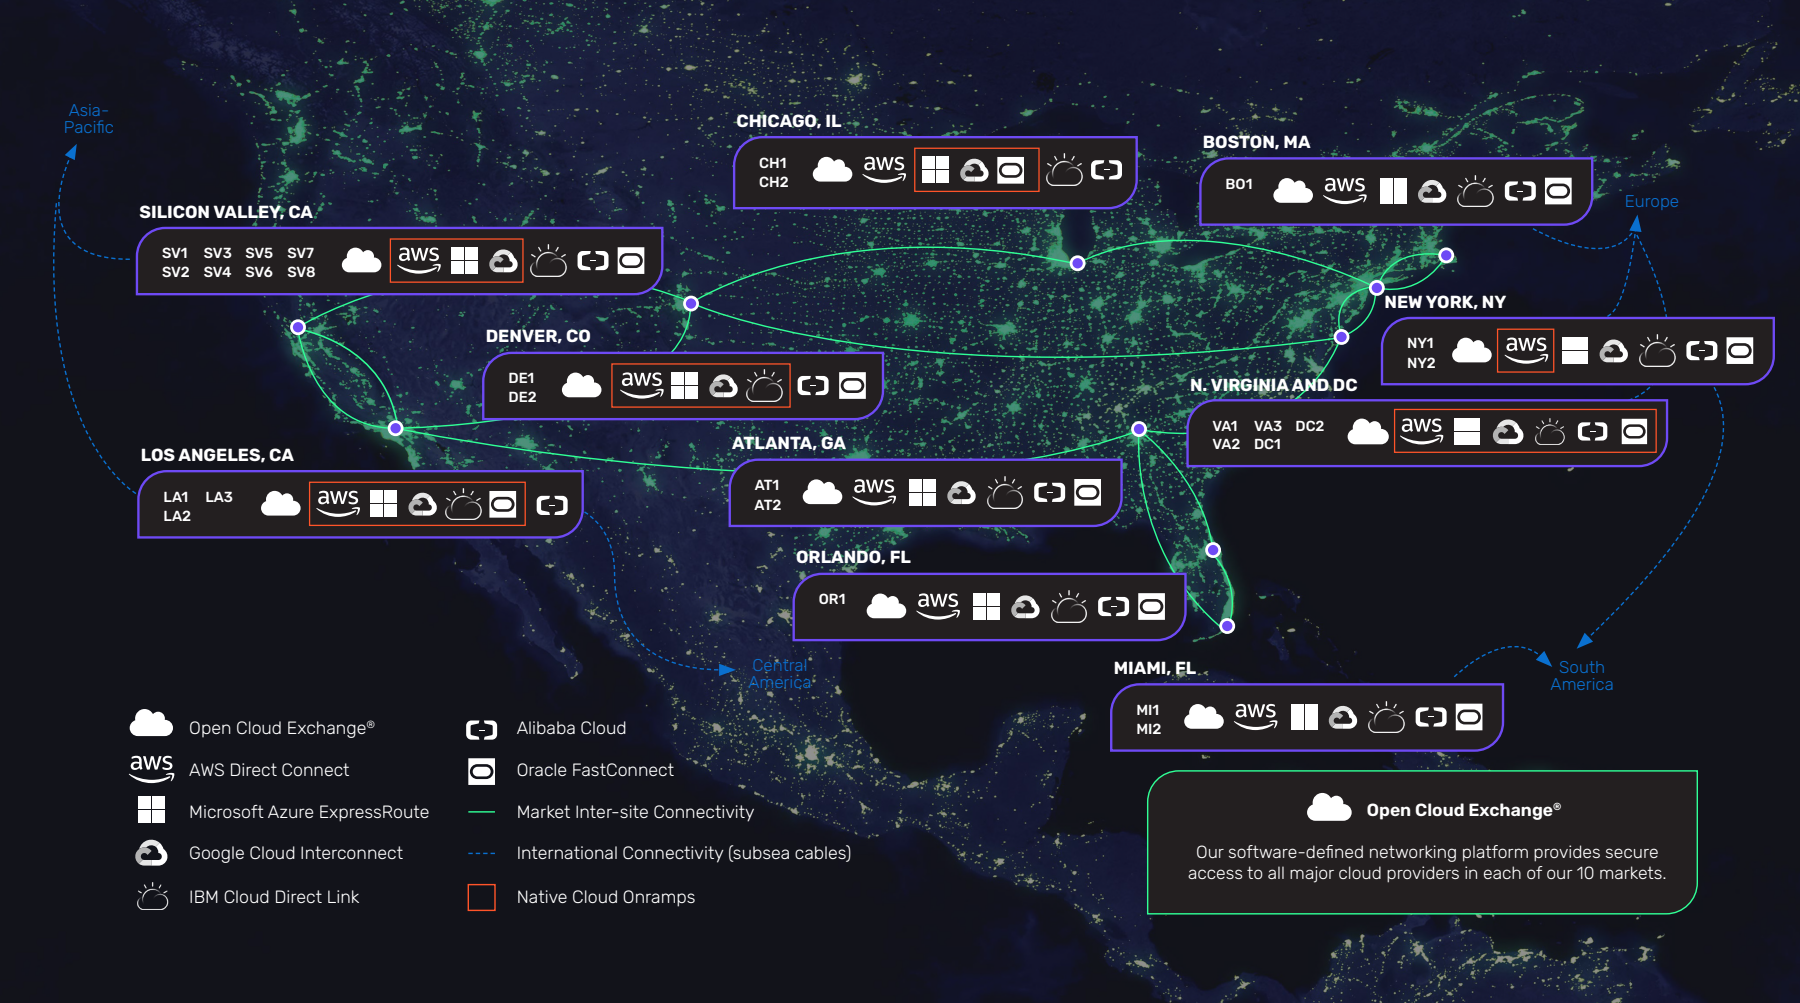 Asia-
Pacific
CHICAGO, IL
CH1
CH2
aws
BOSTON, MA
BO1
aws
Europe
SILICON VALLEY, CA
SV1 SV3 SV5 SV7
SV2 SV4 SV6 SV8
aws
NEW YORK, NY
NY1
NY2
aws
DENVER, CO
DE1
DE2
aws
N. VIRGINIA AND DC
VA1 VA3 DC2
VA2 DC1
aws
ATLANTA, GA
AT1
AT2
aws
LOS ANGELES, CA
LA1 LA3
LA2
aws
ORLANDO, FL
OR1
aws
Central
America
MIAMI, FL
MI1
MI2
aws
South
America
Open Cloud Exchange®
aws
AWS Direct Connect
Microsoft Azure ExpressRoute
Google Cloud Interconnect
IBM Cloud Direct Link
Alibaba Cloud
Oracle FastConnect
Market Inter-site Connectivity
International Connectivity (subsea cables)
Native Cloud Onramps
Open Cloud Exchange®
Our software-defined networking platform provides secure
access to all major cloud providers in each of our 10 markets.